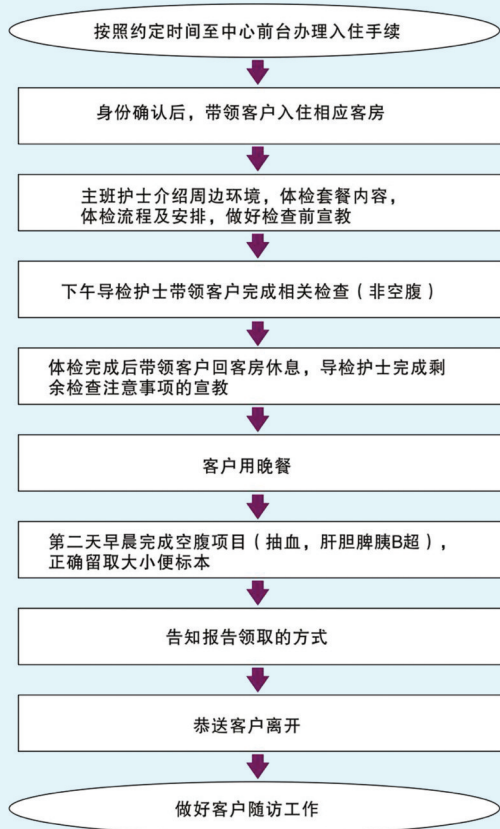 按照约定时间至中心前台办理入住手续
身份确认后，带领客户入住相应客房
主班护士介绍周边环境，体检套餐内容，
体检流程及安排，做好检查前宣教
下午导检护士带领客户完成相关检查（非空腹）
体检完成后带领客户回客房休息，导检护士完成剩
余检查注意事项的宣教
客户用晚餐
第二天早晨完成空腹项目（抽血，肝胆脾胰B超），
正确留取大小便标本
告知报告领取的方式
恭送客户离开
做好客户随访工作